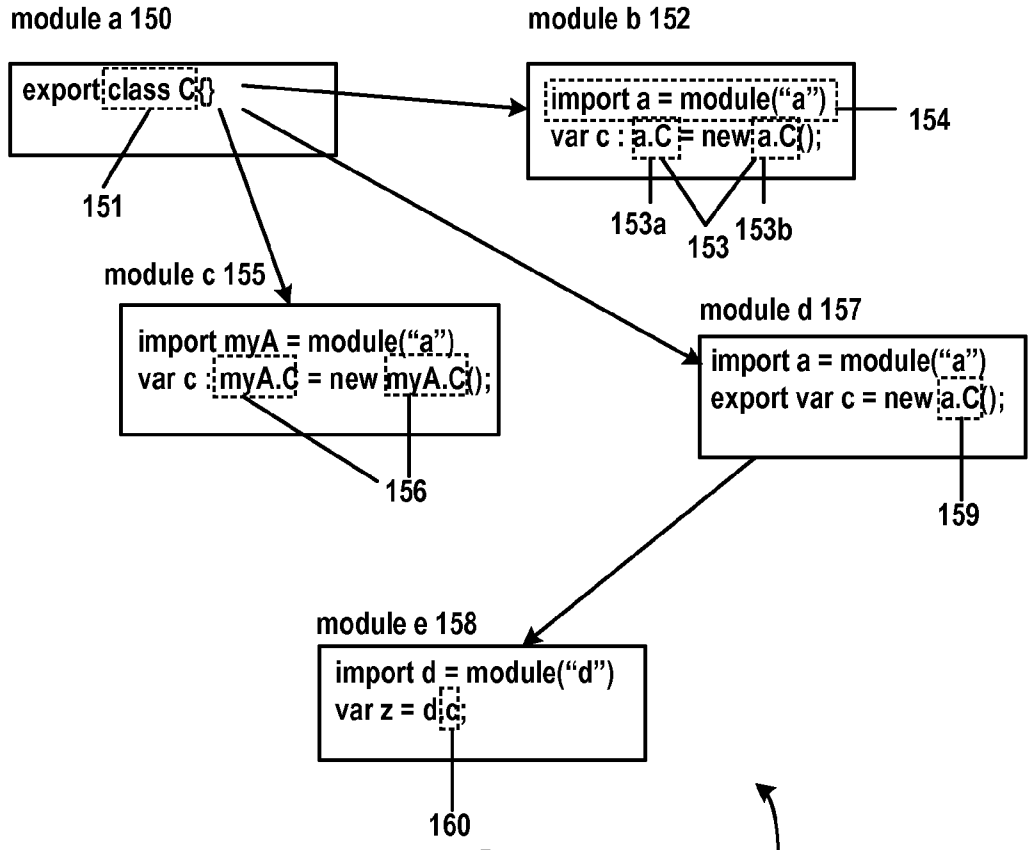 module a 150
export class C{}
151
module b 152
import a = module(“a”)
var c : a.C = new a.C();
154
153a
153
153b
module c 155
import myA = module(“a”)
var c : myA.C = new myA.C();
156
module d 157
import a = module(“a”)
export var c = new a.C();
159
module e 158
import d = module(“d”)
var z = d.c;
160